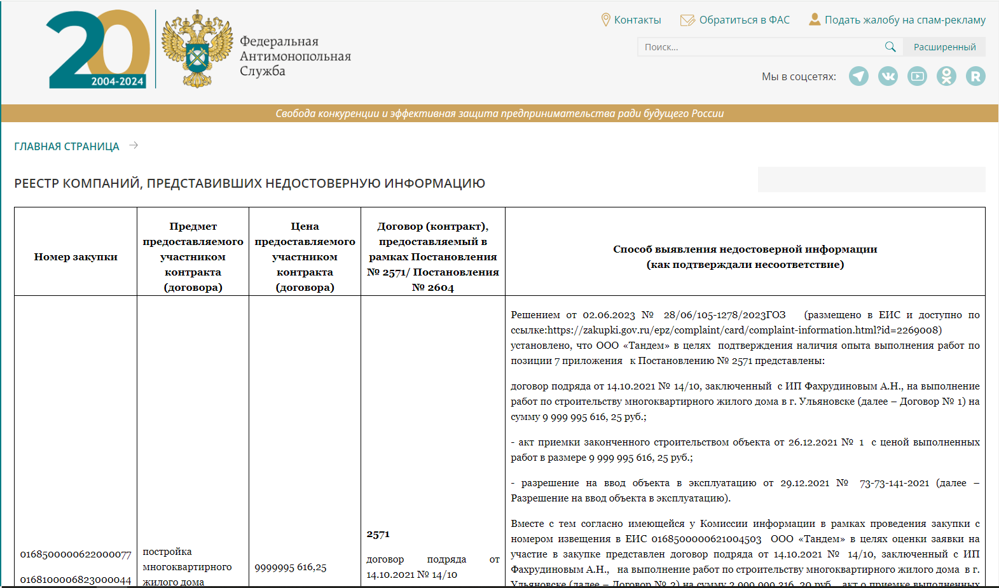 20
2004-2024
Федеральная
Антимонопольная
Служба
Контакты
Обратиться в ФАС
Подать жалобу на спам-рекламу
Поиск...
Расширенный
Мы в соцсетях:
Свобода конкуренции и эффективная защита предпринимательства ради будущего России
ГЛАВНАЯ СТРАНИЦА
РЕЕСТР КОМПАНИЙ, ПРЕДСТАВИВШИХ НЕДОСТОВЕРНУЮ ИНФОРМАЦИЮ
Номер закупки
Предмет
предоставляемого
участником
контракта
(договора)
Цена
предоставляемого
участником
контракта
(договора)
Договор (контракт),
предоставляемый в
рамках Постановления
№ 2571/ Постановления
№ 2604
Способ выявления недостоверной информации
(как подтверждали несоответствие)
0168500000622000077
01681000068230000​44
постройка
многоквартирного
жилого дома
9999995 616,25
2571
договор подряда от
14.10.2021 № 14/10
Решением от 02.06.2023 № 28/06/105-1278/2023ГОЗ (размещено в ЕИС и доступно по
ссылке:https://zakupki.gov.ru/epz/complaint/card/complaint-information.html?id=2269008)
установлено, что ООО «Тандем» в целях подтверждения наличия опыта выполнения работ по
позиции 7 приложения к Постановлению № 2571 представлены:
договор подряда от 14.10.2021 № 14/10, заключенный с ИП Фахрудиновым А.Н., на выполнение
работ по строительству многоквартирного жилого дома в г. Ульяновске (далее – Договор № 1) на
сумму 9 999 995 616, 25 руб.;
- акт приемки законченного строительством объекта от 26.12.2021 № 1 с ценой выполненных
работ в размере 9 999 995 616, 25 руб.;
- разрешение на ввод объекта в эксплуатацию от 29.12.2021 № 73-73-141-2021 (далее –
Разрешение на ввод объекта в эксплуатацию).
Вместе с тем согласно имеющейся у Комиссии информации в рамках проведения закупки с
номером извещения в ЕИС 0168500000621004503 ООО «Тандем» в целях оценки заявки на
участие в закупке представлен договор подряда от 14.10.2021 № 14/10, заключенный с ИП
Фахрудиновым А.Н., на выполнение работ по строительству многоквартирного жилого дома в г.
Ульяновске (далее – Договор № 2) на сумму 2 999 999 316, 20 руб., акт о приемке выполненных